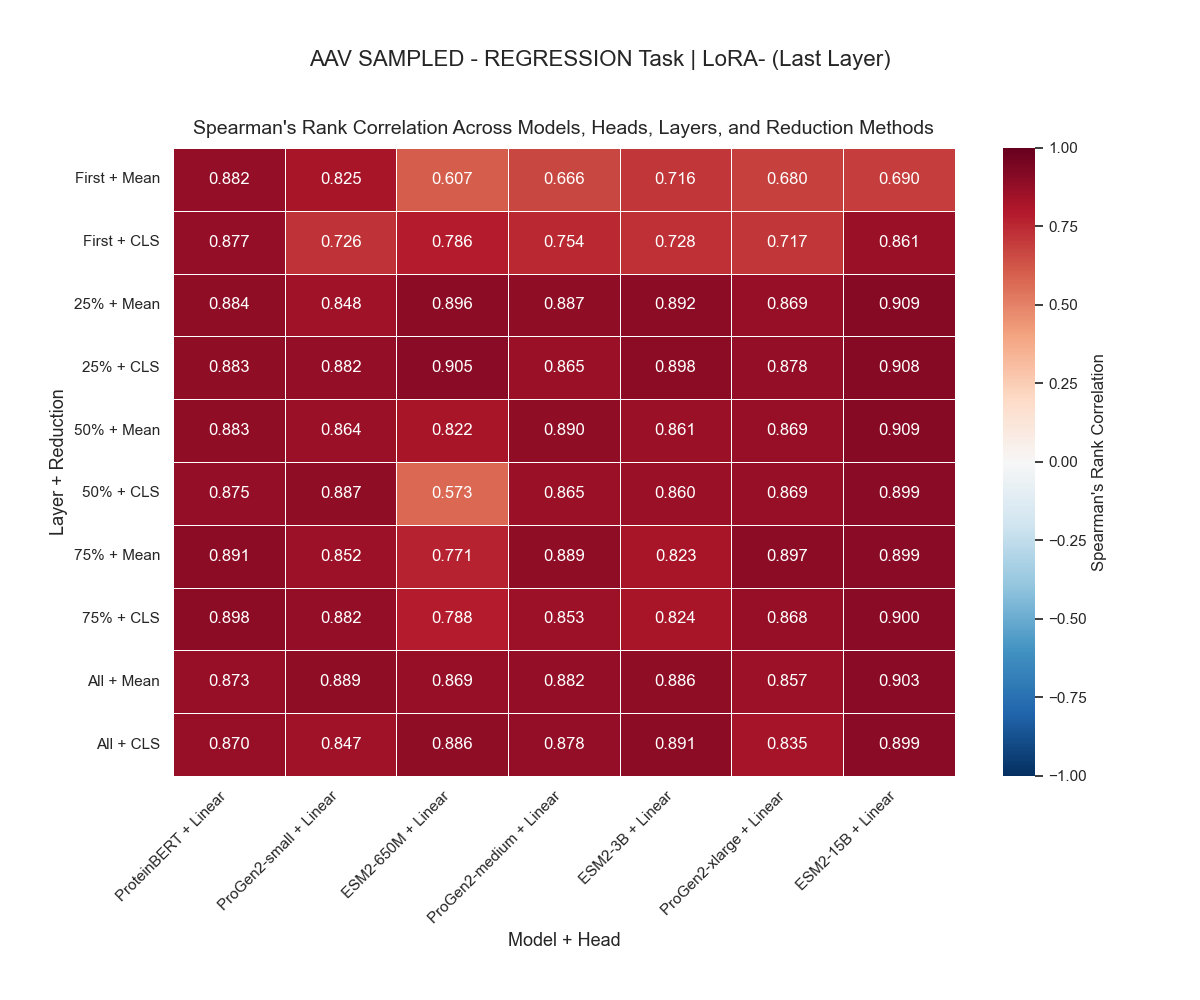 AAV SAMPLED - REGRESSION Task | LoRA- (Last Layer)
Spearman's Rank Correlation Across Models, Heads, Layers, and Reduction Methods
Layer + Reduction
First + Mean 0.882 0.825 0.607 0.666 0.716 0.680 0.690
First + CLS 0.877 0.726 0.786 0.754 0.728 0.717 0.861
25% + Mean 0.884 0.848 0.896 0.887 0.892 0.869 0.909
25% + CLS 0.883 0.882 0.905 0.865 0.898 0.878 0.908
50% + Mean 0.883 0.864 0.822 0.890 0.861 0.869 0.909
50% + CLS 0.875 0.887 0.573 0.865 0.860 0.869 0.899
75% + Mean 0.891 0.852 0.771 0.889 0.823 0.897 0.899
75% + CLS 0.898 0.882 0.788 0.853 0.824 0.868 0.900
All + Mean 0.873 0.889 0.869 0.882 0.886 0.857 0.903
All + CLS 0.870 0.847 0.886 0.878 0.891 0.835 0.899
ProteinBERT + Linear
ProGen2-small + Linear
ESM2-650M + Linear
ProGen2-medium + Linear
ESM2-3B + Linear
ProGen2-xlarge + Linear
ESM2-15B + Linear
Model + Head
1.00
0.75
0.50
0.25
0.00
−0.25
−0.50
−0.75
−1.00
Spearman's Rank Correlation